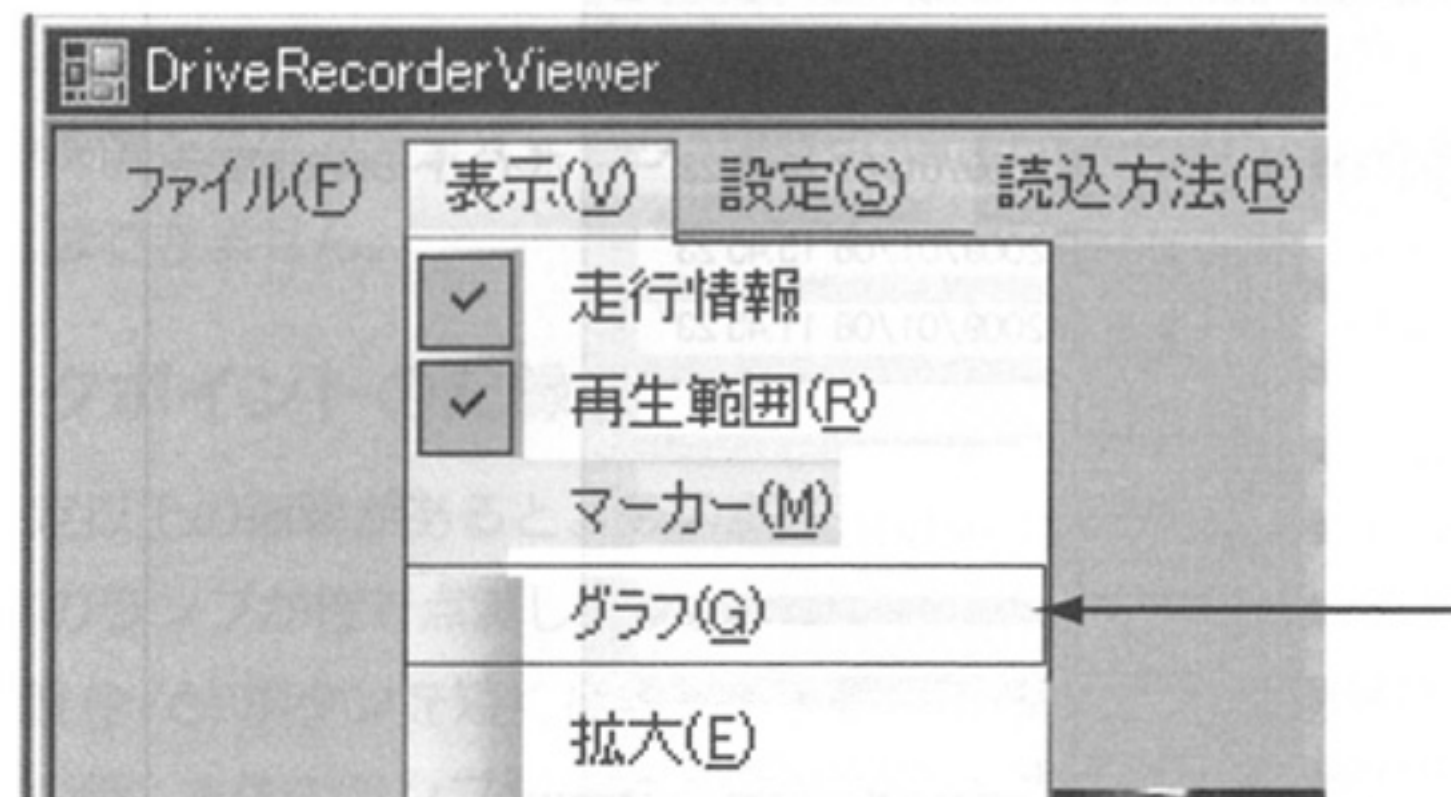 DriveRecorderViewer
ファイル(F) 表示(V) 設定(S) 読込方法(R)
走行情報
再生範囲(R)
マーカー(M)
グラフ(G)
拡大(E)